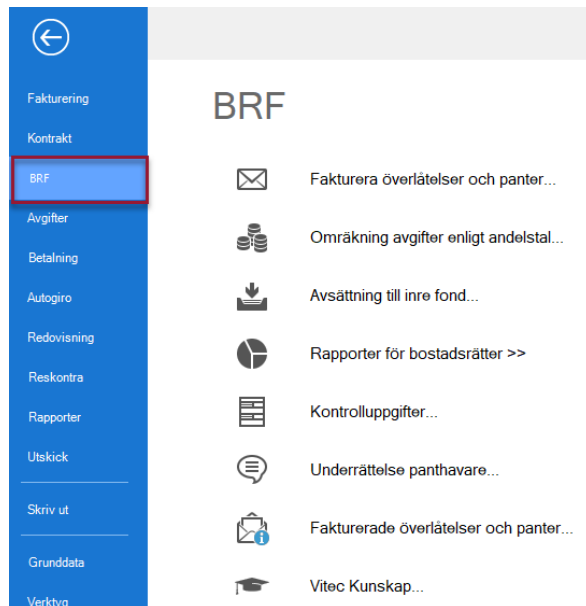 Fakturering
Kontrakt
BRF
Avgifter
Betalning
Autogiro
Redovisning
Reskontra
Rapporter
Utskick
Skriv ut
Grunddata
Verktyg
BRF
Fakturera överlåtelser och panter...
Omräkning avgifter enligt andelstal...
Avsättning till inre fond...
Rapporter för bostadsrätter >>
Kontrolluppgifter...
Underrättelse panthavare...
Fakturerade överlåtelser och panter...
Vitec Kunskap...